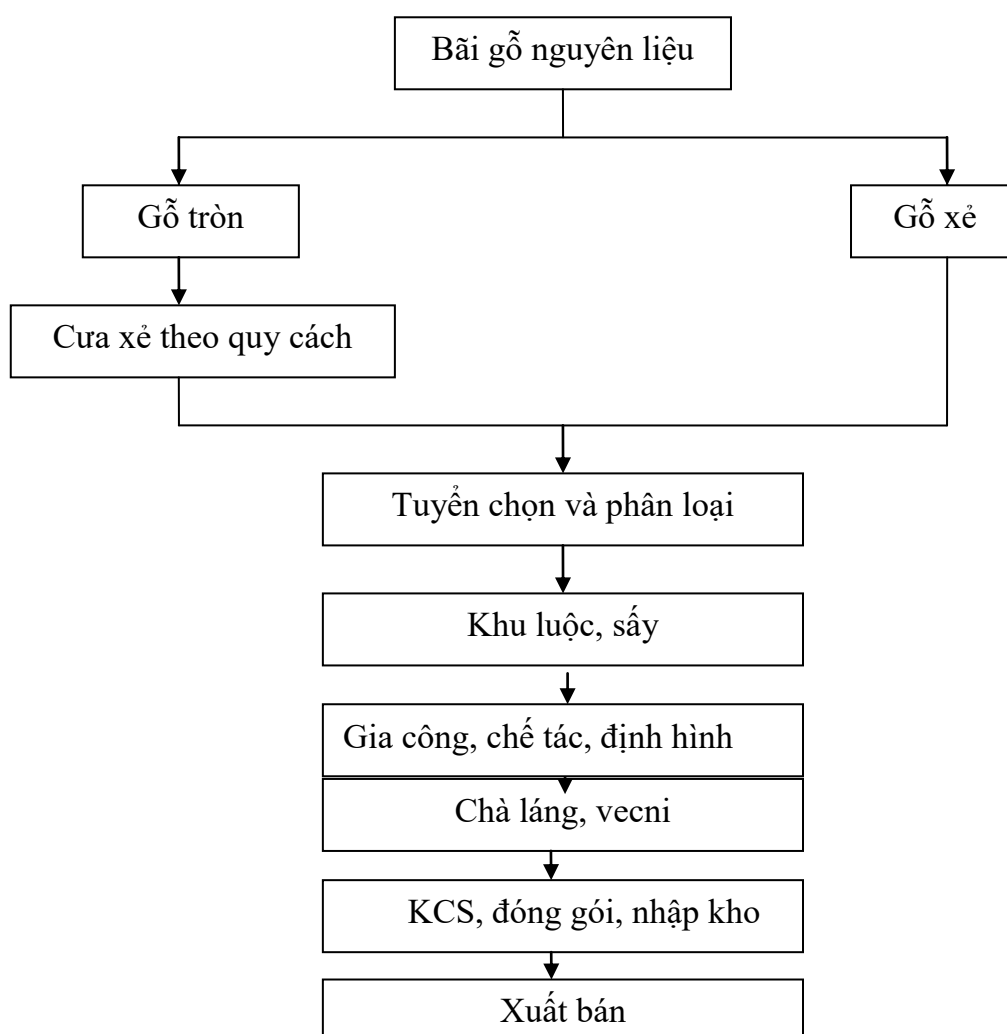 Bãi gỗ nguyên liệu
Gỗ tròn
Gỗ xẻ
Cưa xẻ theo quy cách
Tuyển chọn và phân loại
Khu luộc, sấy
Gia công, chế tác, định hình
Chà láng, vecni
KCS, đóng gói, nhập kho
Xuất bán